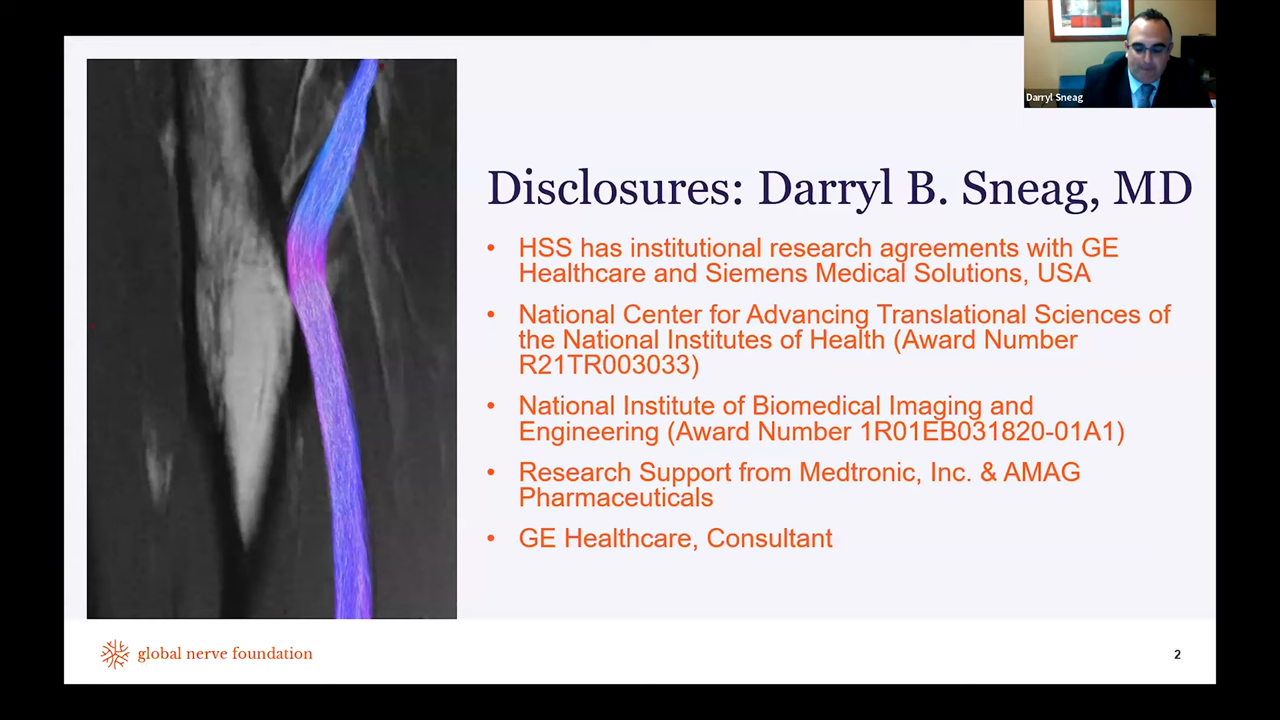 Darryl Sneag
Disclosures: Darryl B. Sneag, MD
• HSS has institutional research agreements with GE
Healthcare and Siemens Medical Solutions, USA
• National Center for Advancing Translational Sciences of
the National Institutes of Health (Award Number
R21TR003033)
• National Institute of Biomedical Imaging and
Engineering (Award Number 1R01EB031820-01A1)
• Research Support from Medtronic, Inc. & AMAG
Pharmaceuticals
• GE Healthcare, Consultant
global nerve foundation
2